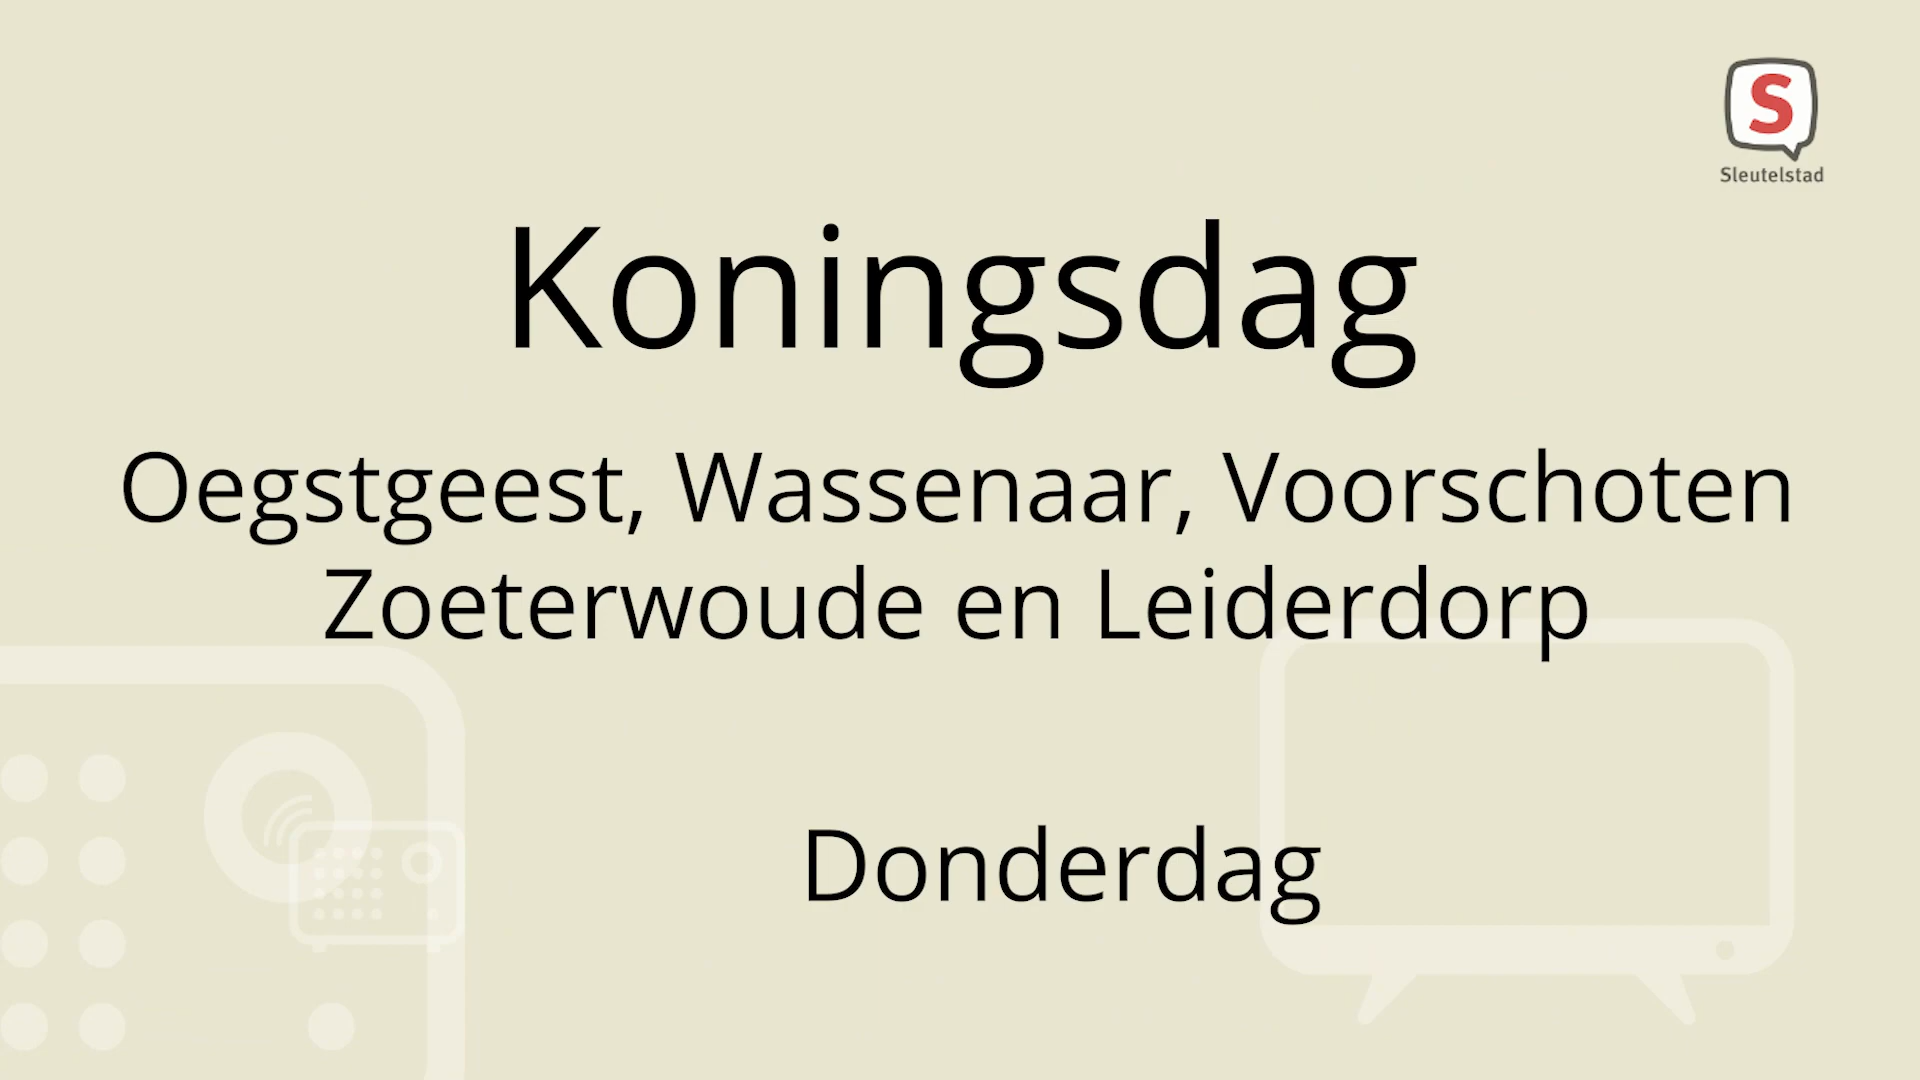 S
Sleutelstad
Koningsdag
Oegstgeest, Wassenaar, Voorschoten
Zoeterwoude en Leiderdorp
Donderdag